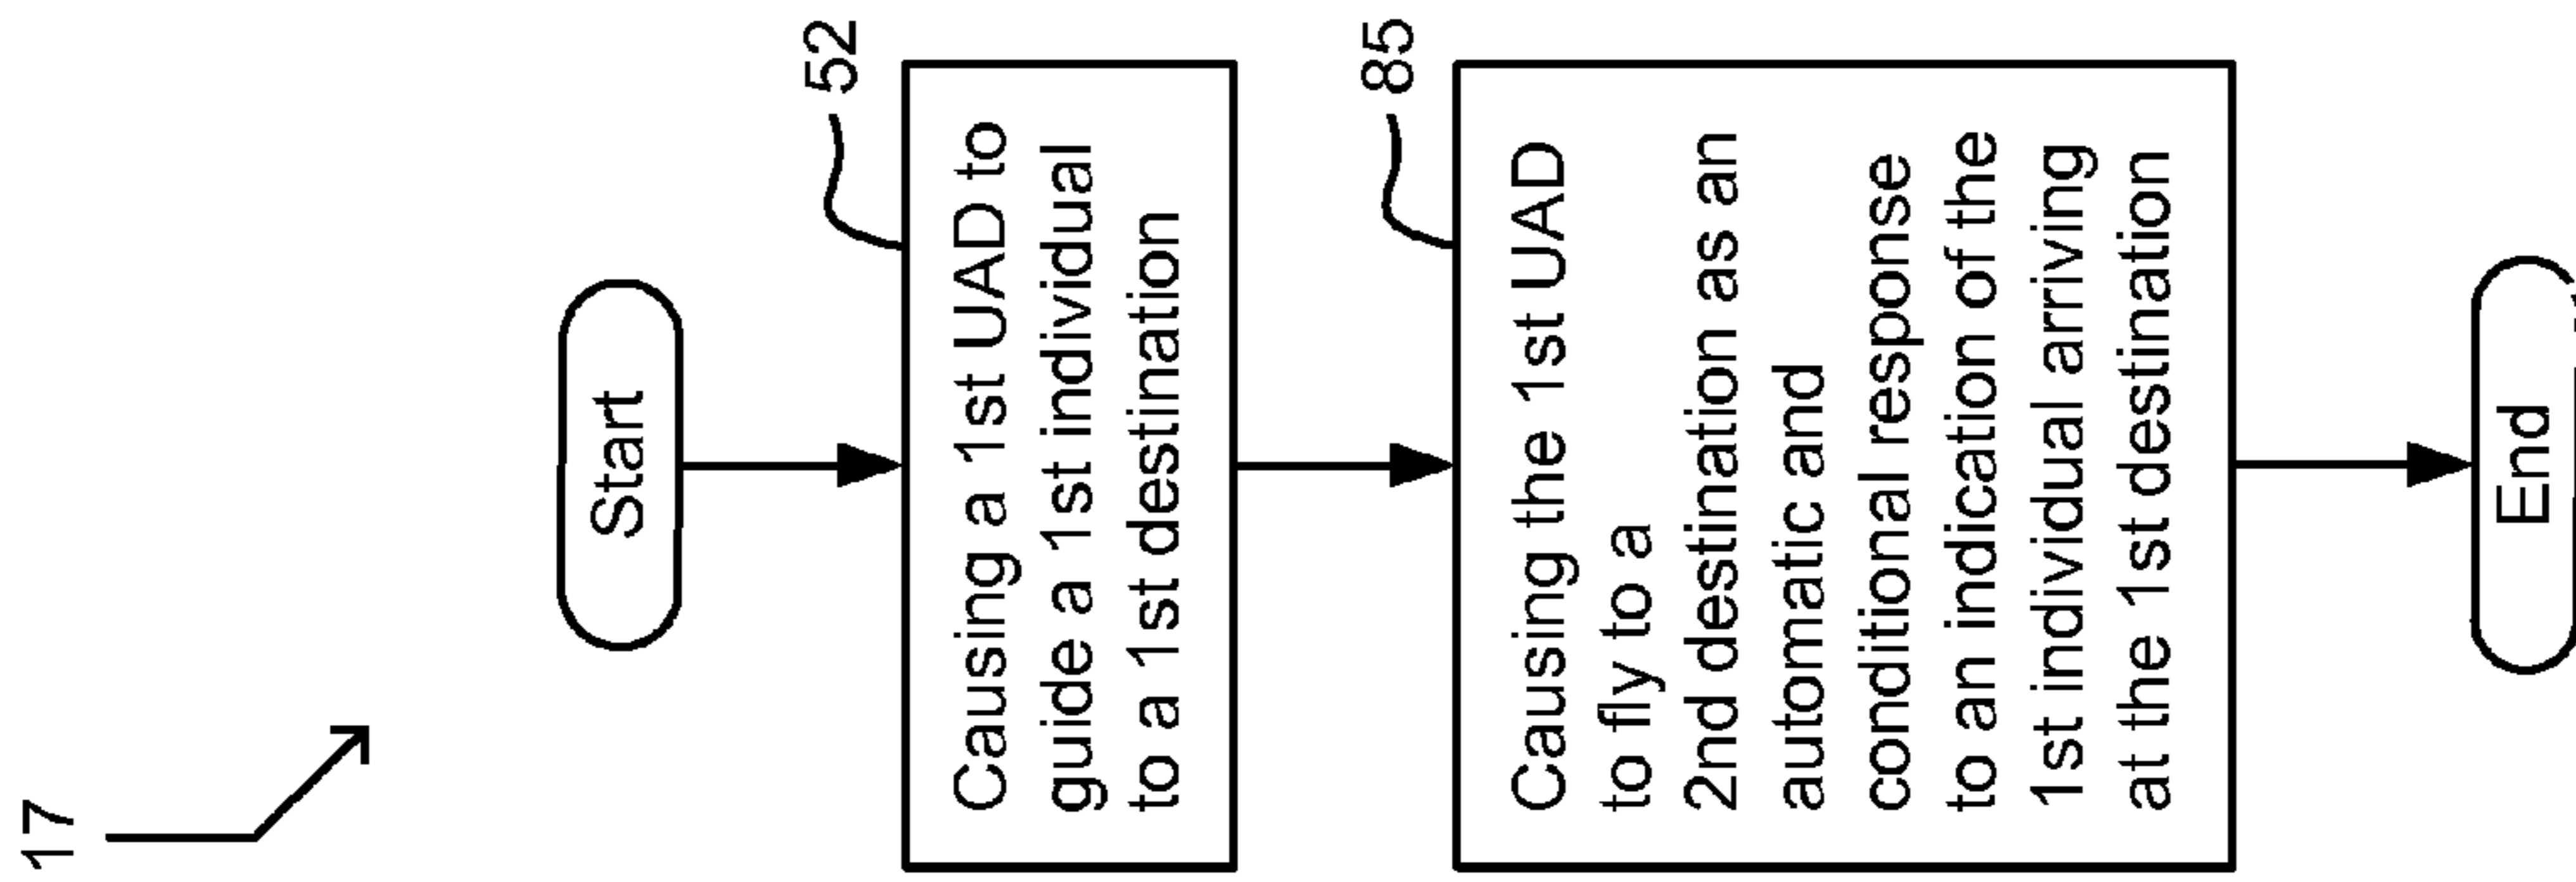 17
Start
52
Causing a 1st UAD to
guide a 1st individual
to a 1st destination
85
Causing the 1st UAD
to fly to a
2nd destination as an
automatic and
conditional response
to an indication of the
1st individual arriving
at the 1st destination
End